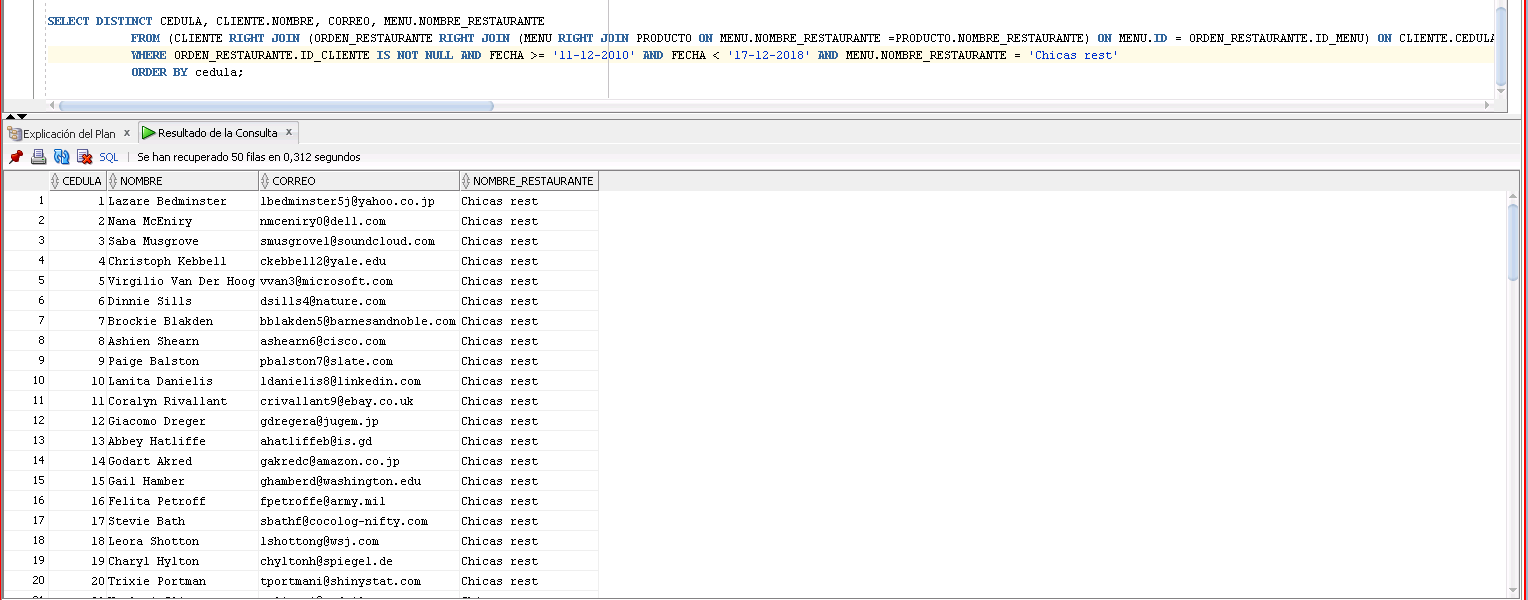 SELECT DISTINCT CEDULA, CLIENTE.NOMBRE, CORREO, MENU.NOMBRE_RESTAURANTE
FROM (CLIENTE RIGHT JOIN (ORDEN_RESTAURANTE RIGHT JOIN (MENU RIGHT JOIN PRODUCTO ON MENU.NOMBRE_RESTAURANTE =PRODUCTO.NOMBRE_RESTAURANTE) ON MENU.ID = ORDEN_RESTAURANTE.ID_MENU) ON CLIENTE.CEDULA
WHERE ORDEN_RESTAURANTE.ID_CLIENTE IS NOT NULL AND FECHA >= '11-12-2010' AND FECHA < '17-12-2018' AND MENU.NOMBRE_RESTAURANTE = 'Chicas rest'
ORDER BY cedula;
Explicación del Plan x Resultado de la Consulta x
SQL | Se han recuperado 50 filas en 0,312 segundos
CEDULA NOMBRE CORREO NOMBRE_RESTAURANTE
1 1 Lazare Bedminster lbedminster5j@yahoo.co.jp Chicas rest
2 2 Nana McEniry nmceniry0@dell.com Chicas rest
3 3 Saba Musgrove smusgrove1@soundcloud.com Chicas rest
4 4 Christoph Kebbell ckebbell2@yale.edu Chicas rest
5 5 Virgilio Van Der Hoog vvan3@microsoft.com Chicas rest
6 6 Dinnie Sills dsills4@nature.com Chicas rest
7 7 Brockie Blakden bblakden5@barnesandnoble.com Chicas rest
8 8 Ashien Shearn ashearn6@cisco.com Chicas rest
9 9 Paige Balston pbalston7@slate.com Chicas rest
10 10 Lanita Danielis ldanielis8@linkedin.com Chicas rest
11 11 Coralyn Rivallant crivallant9@ebay.co.uk Chicas rest
12 12 Giacomo Dreger gdregera@jugem.jp Chicas rest
13 13 Abbey Hatliffe ahatliffeb@is.gd Chicas rest
14 14 Godart Akred gakredc@amazon.co.jp Chicas rest
15 15 Gail Hamber ghamberd@washington.edu Chicas rest
16 16 Felita Petroff fpetroffe@army.mil Chicas rest
17 17 Stevie Bath sbathf@cocolog-nifty.com Chicas rest
18 18 Leora Shotton lshottong@wsj.com Chicas rest
19 19 Charyl Hylton chyltonh@spiegel.de Chicas rest
20 20 Trixie Portman tportmani@shinystat.com Chicas rest